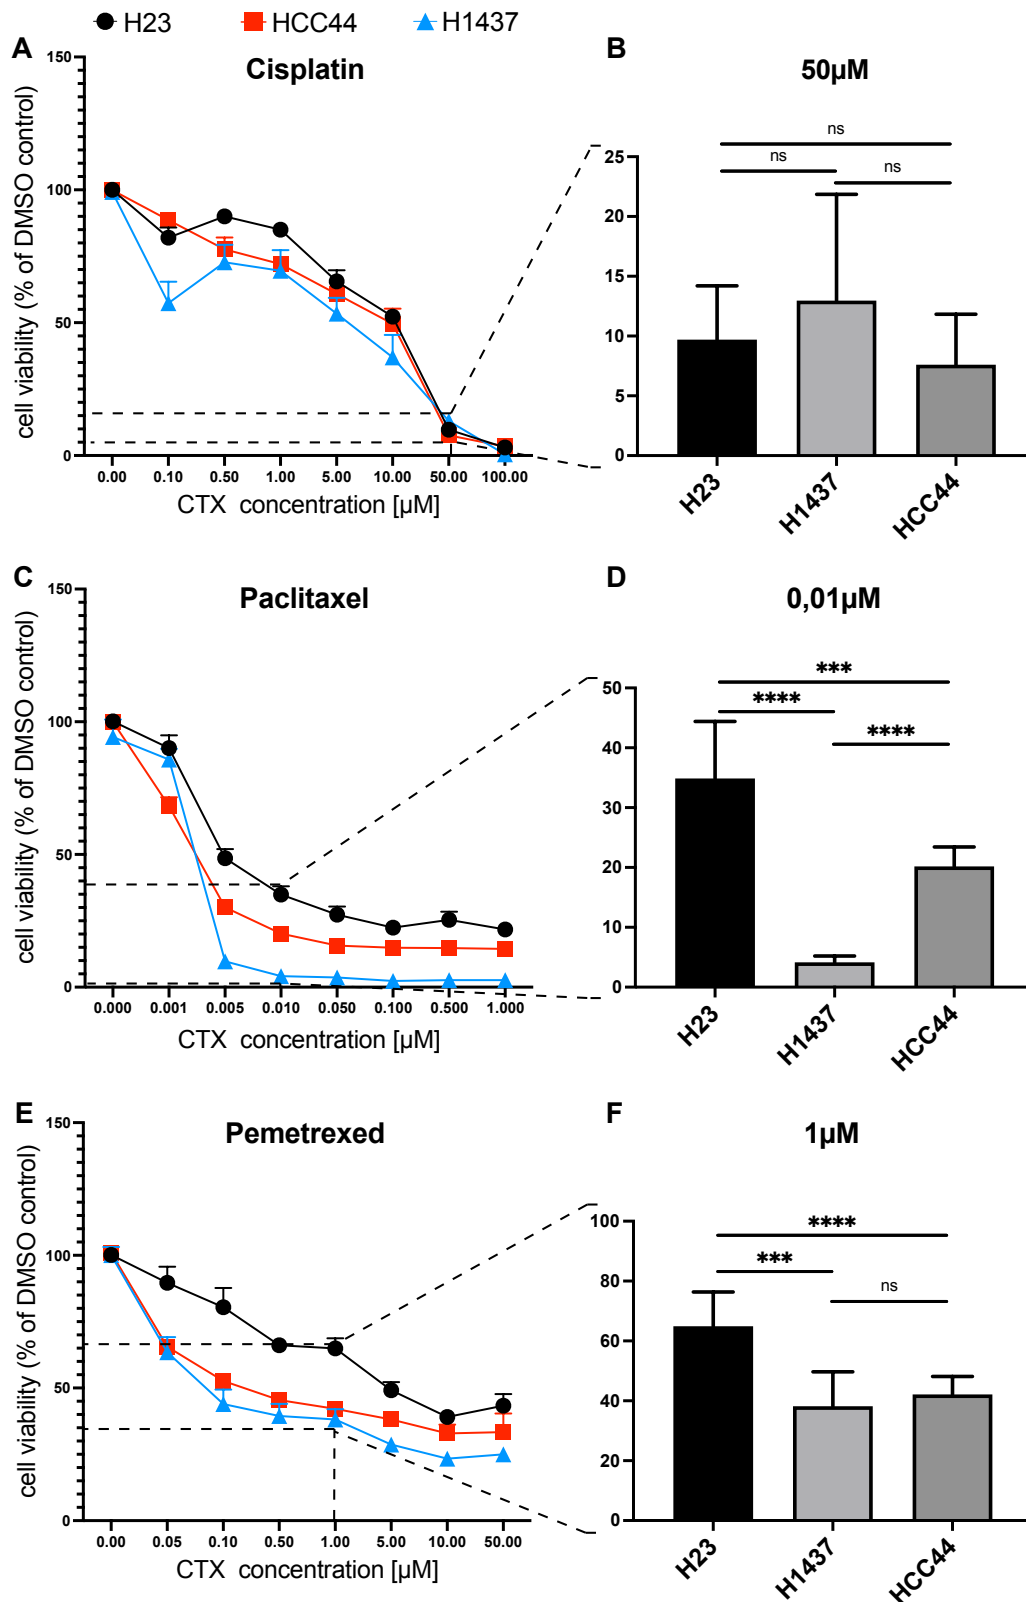 H23 HCC44 H1437
A
Cisplatin
cell viability (% of DMSO control)
150
100
50
0
0.00 0.10 0.50 1.00 5.00 10.00 50.00 100.00
CTX concentration [µM]
B
50µM
ns
ns ns
25
20
15
10
5
0
H23 H1437 HCC44
C
Paclitaxel
cell viability (% of DMSO control)
150
100
50
0
0.000 0.001 0.005 0.010 0.050 0.100 0.500 1.000
CTX concentration [µM]
D
0,01µM
***
****
****
50
40
30
20
10
0
H23 H1437 HCC44
E
Pemetrexed
cell viability (% of DMSO control)
150
100
50
0
0.00 0.05 0.10 0.50 1.00 5.00 10.00 50.00
CTX concentration [µM]
F
1µM
****
***
ns
100
80
60
40
20
0
H23 H1437 HCC44